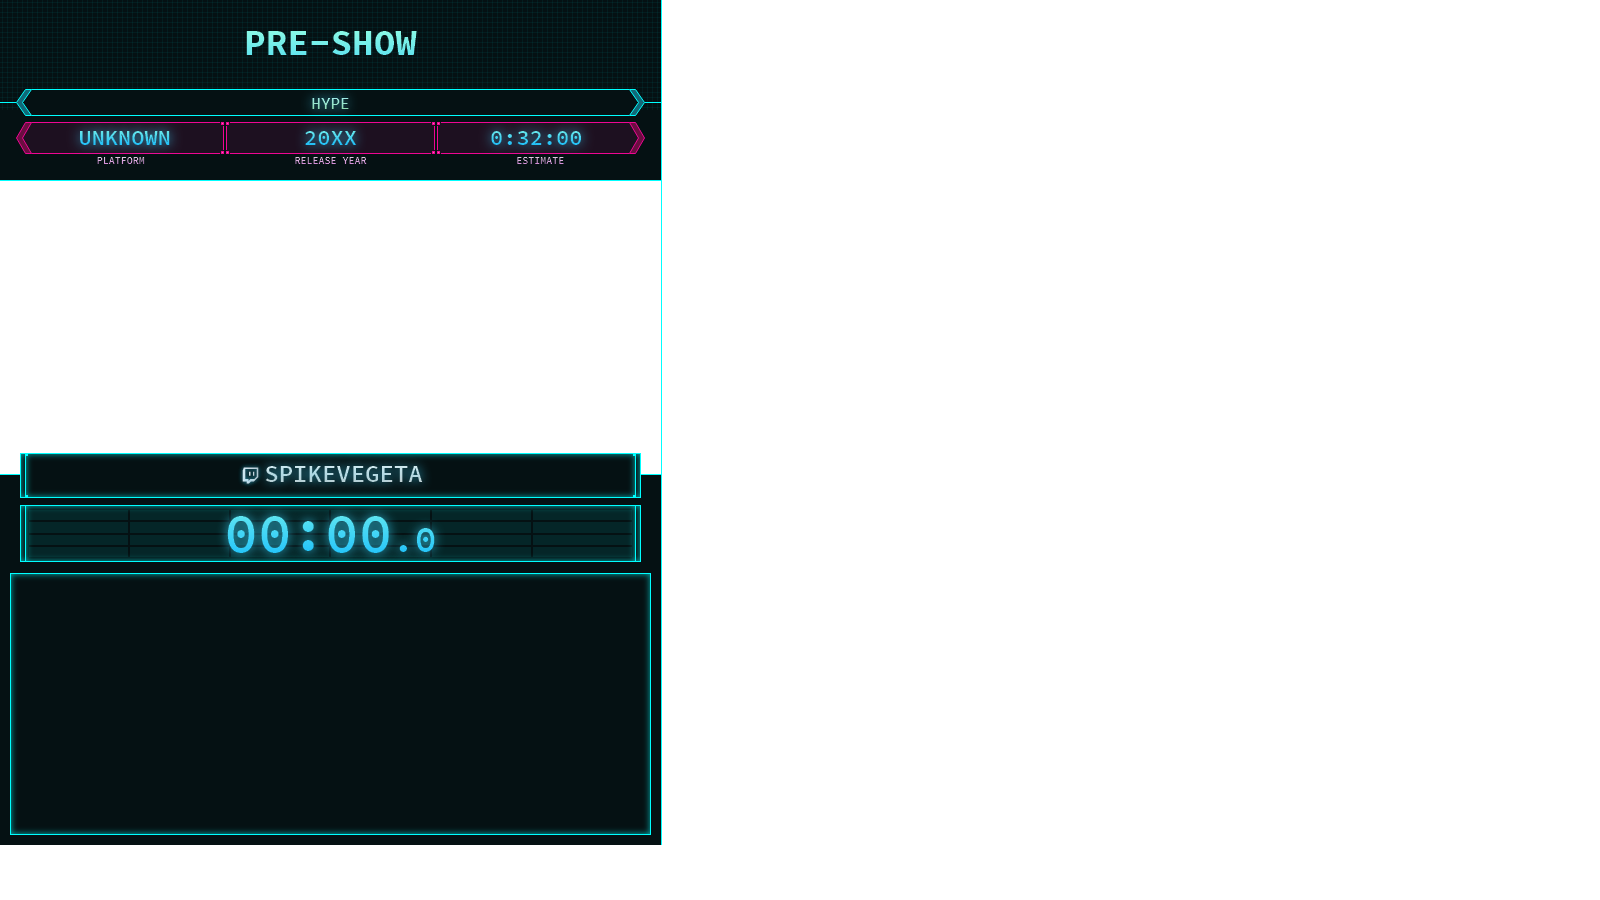 PRE-SHOW
HYPE
UNKNOWN 20XX 0:32:00
PLATFORM RELEASE YEAR ESTIMATE
SPIKEVEGETA
00:00.0